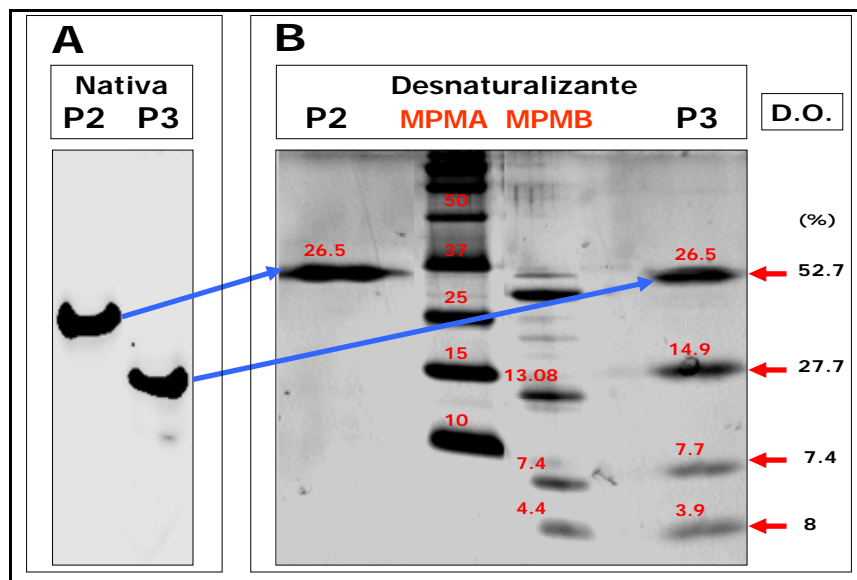 A
Nativa
P2 P3
B
Desnaturalizante
P2 MPMA MPMB P3
D.O.
(%)
50
26.5 37 26.5 52.7
25
15 14.9 27.7
13.08
10
7.4 7.7 7.4
4.4 3.9 8